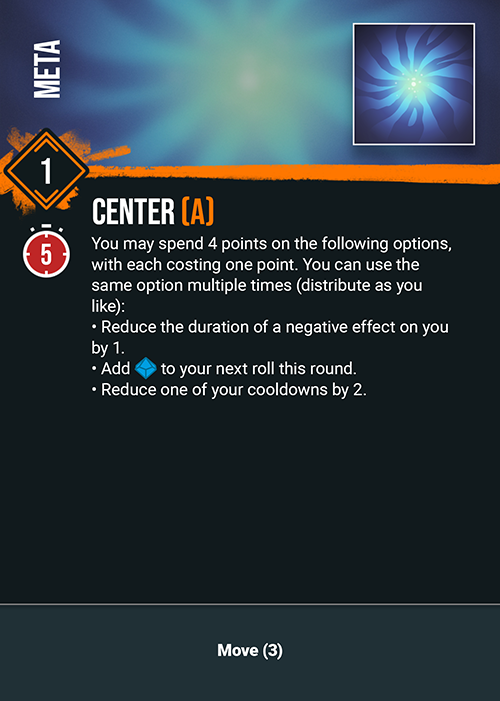 META
1
CENTER (A)
5
You may spend 4 points on the following options,
with each costing one point. You can use the
same option multiple times (distribute as you
like):
• Reduce the duration of a negative effect on you
by 1.
• Add to your next roll this round.
• Reduce one of your cooldowns by 2.
Move (3)